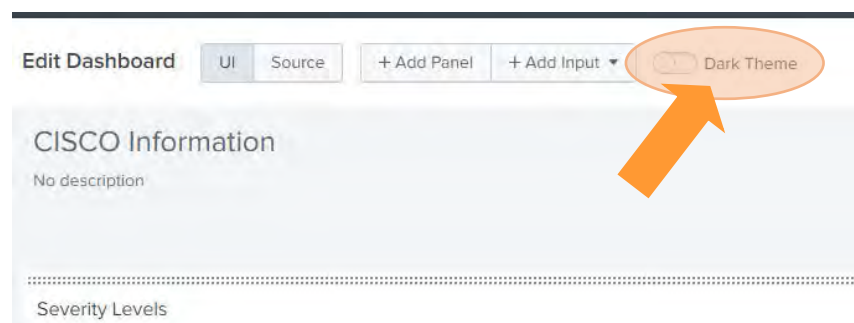 Edit Dashboard UI Source + Add Panel + Add Input Dark Theme
CISCO Information
No description
Severity Levels